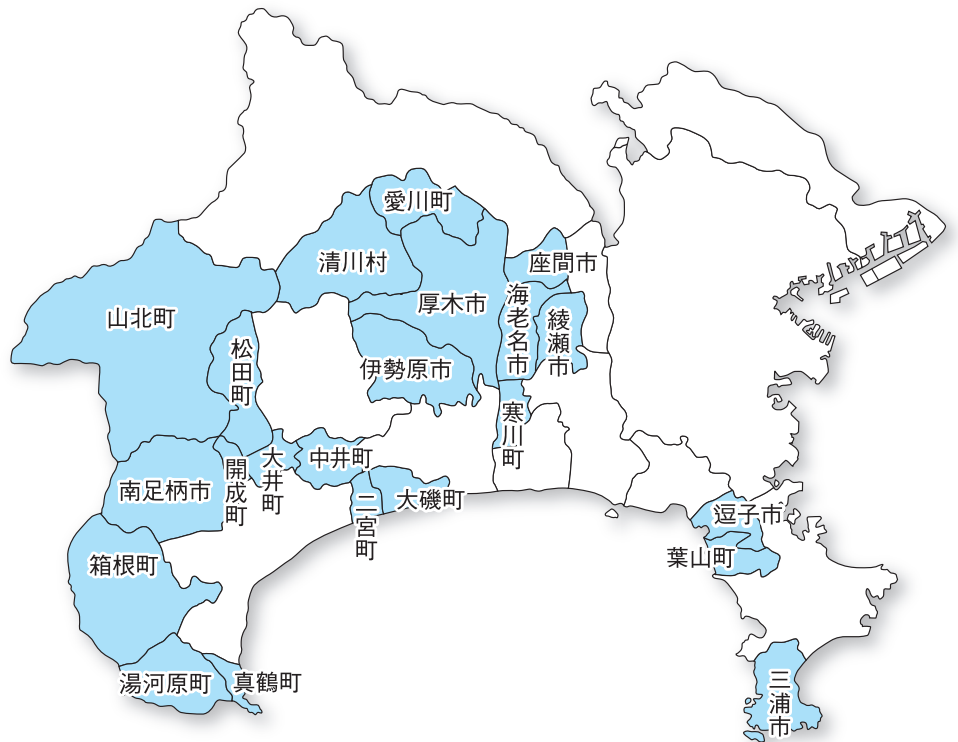 愛川町
清川村
座間市
厚木市
海老名市
山北町
綾瀬市
松田町
伊勢原市
寒川町
中井町
大井町
開成町
南足柄市
大磯町
二宮町
逗子市
葉山町
箱根町
湯河原町
真鶴町
三浦市